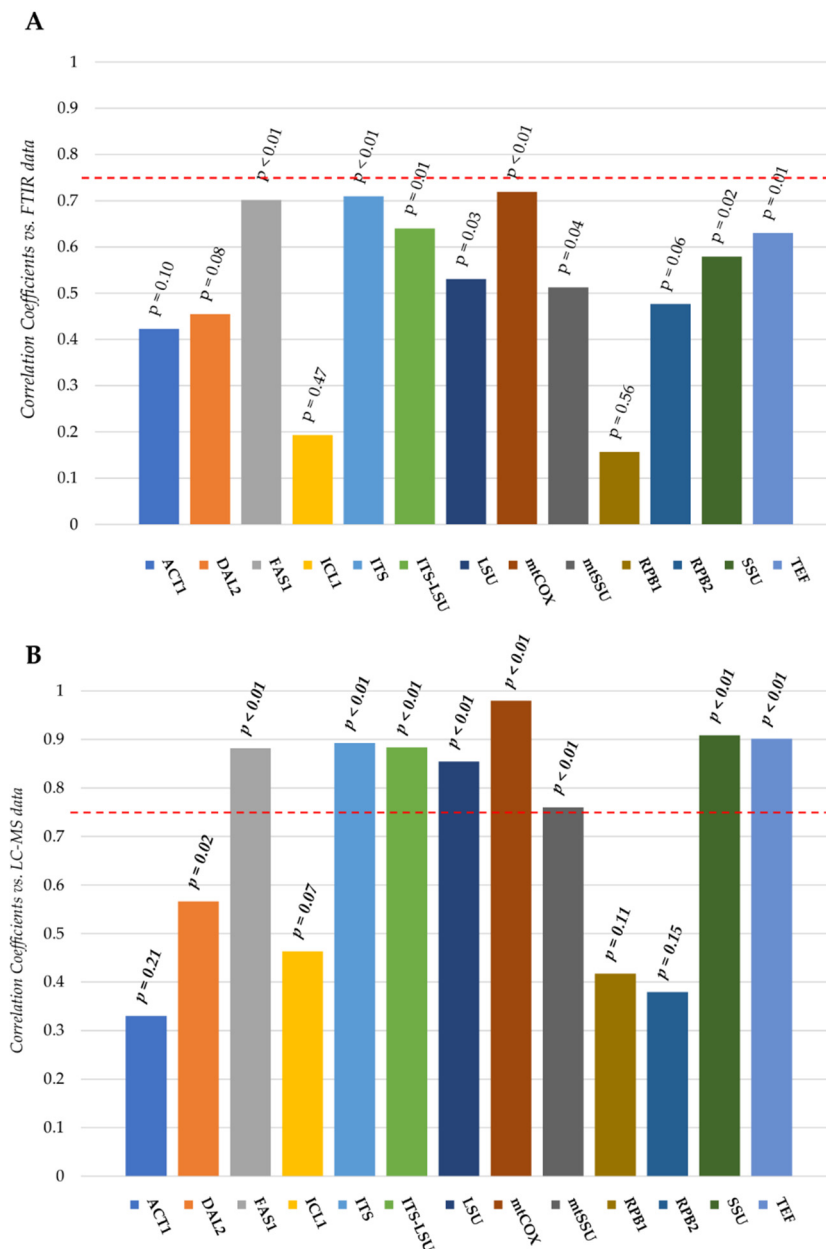 A
Correlation Coefficients vs. FTIR data
1
0.9
0.8
0.7
0.6
0.5
0.4
0.3
0.2
0.1
0
P = 0.10
P = 0.08
P < 0.01
P = 0.47
P < 0.01
P = 0.01
P = 0.03
P < 0.01
P = 0.04
P = 0.56
P = 0.06
P = 0.02
P = 0.01
ACT1
DAL2
FAS1
ICL1
ITS
ITS-LSU
LSU
mtCOX
mtSSU
RPB1
RPB2
SSU
TEF
B
Correlation Coefficients vs. LC-MS data
1
0.9
0.8
0.7
0.6
0.5
0.4
0.3
0.2
0.1
0
p = 0.21
p = 0.02
p < 0.01
p = 0.07
p < 0.01
p < 0.01
p < 0.01
p < 0.01
p < 0.01
p = 0.11
p = 0.15
p < 0.01
p < 0.01
ACT1
DAL2
FAS1
ICL1
ITS
ITS-LSU
LSU
mtCOX
mtSSU
RPB1
RPB2
SSU
TEF